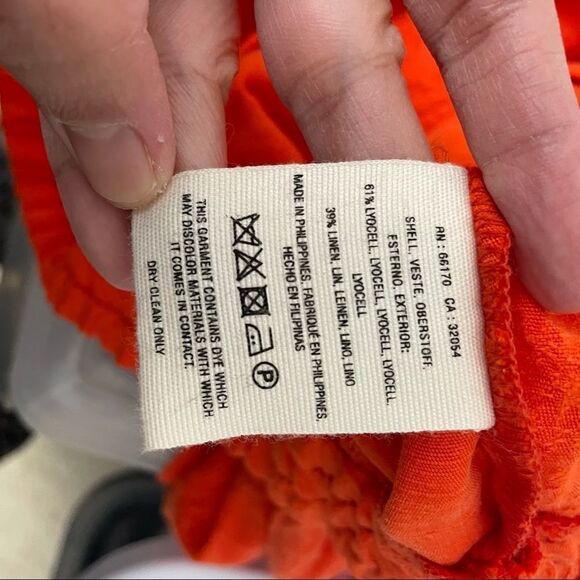 RN : 66170 CA : 32054
SHELL, VESTE, OBERSTOFF,
ESTERNO, EXTERIOR:
61% LYOCELL, LYOCELL, LYOCELL, LYOCELL,
LYOCELL
39% LINEN, LIN, LEINEN, LINO, LINO
MADE IN PHILIPPINES, FABRIQUÉ EN PHILIPPINES,
HECHO EN FILIPINAS
P
THIS GARMENT CONTAINS DYE WHICH
MAY DISCOLOR MATERIALS WITH WHICH
IT COMES IN CONTACT.
DRY CLEAN ONLY